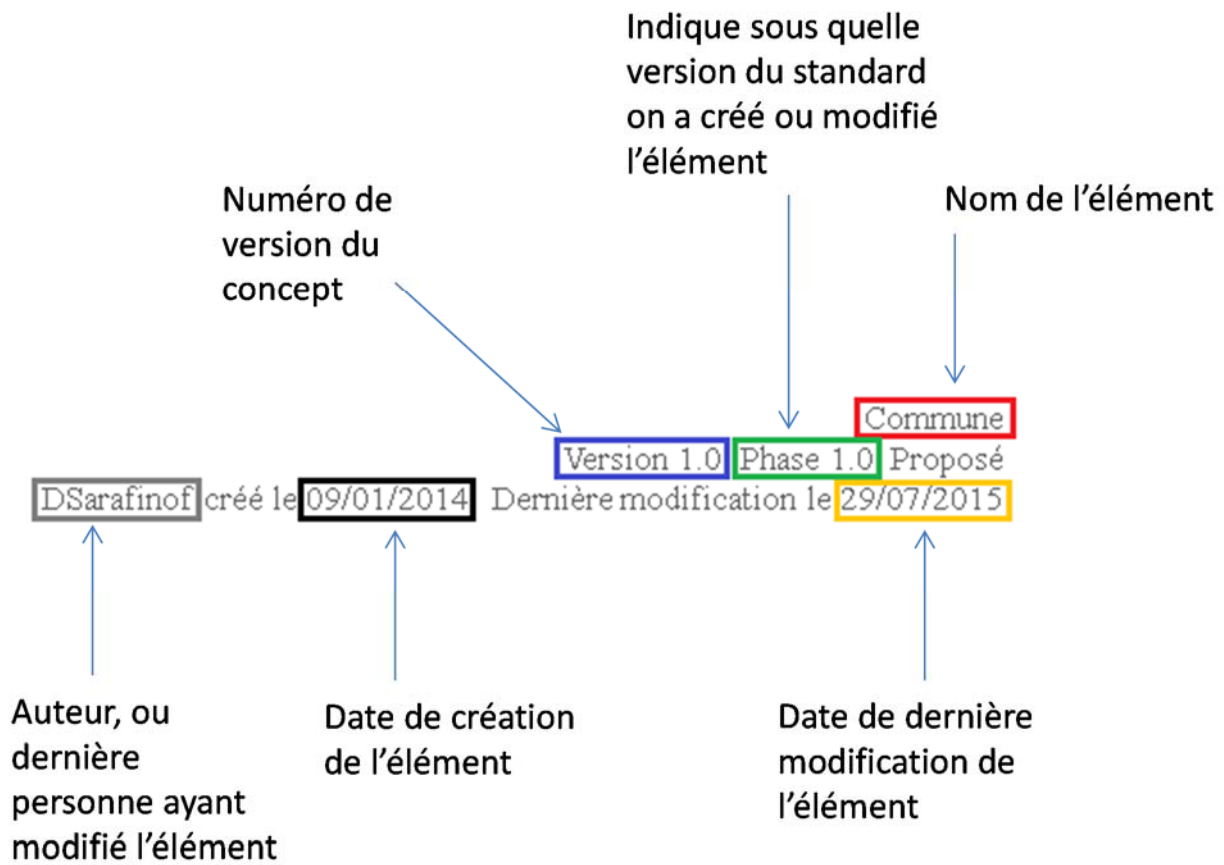 Indique sous quelle
version du standard
on a créé ou modifié
l’élément
Numéro de
version du
concept
Nom de l’élément
Commune
Version 1.0 Phase 1.0 Proposé
DSarafinof créé le 09/01/2014 Dernière modification le 29/07/2015
Auteur, ou
dernière
personne ayant
modifié l’élément
Date de création
de l’élément
Date de dernière
modification de
l’élément